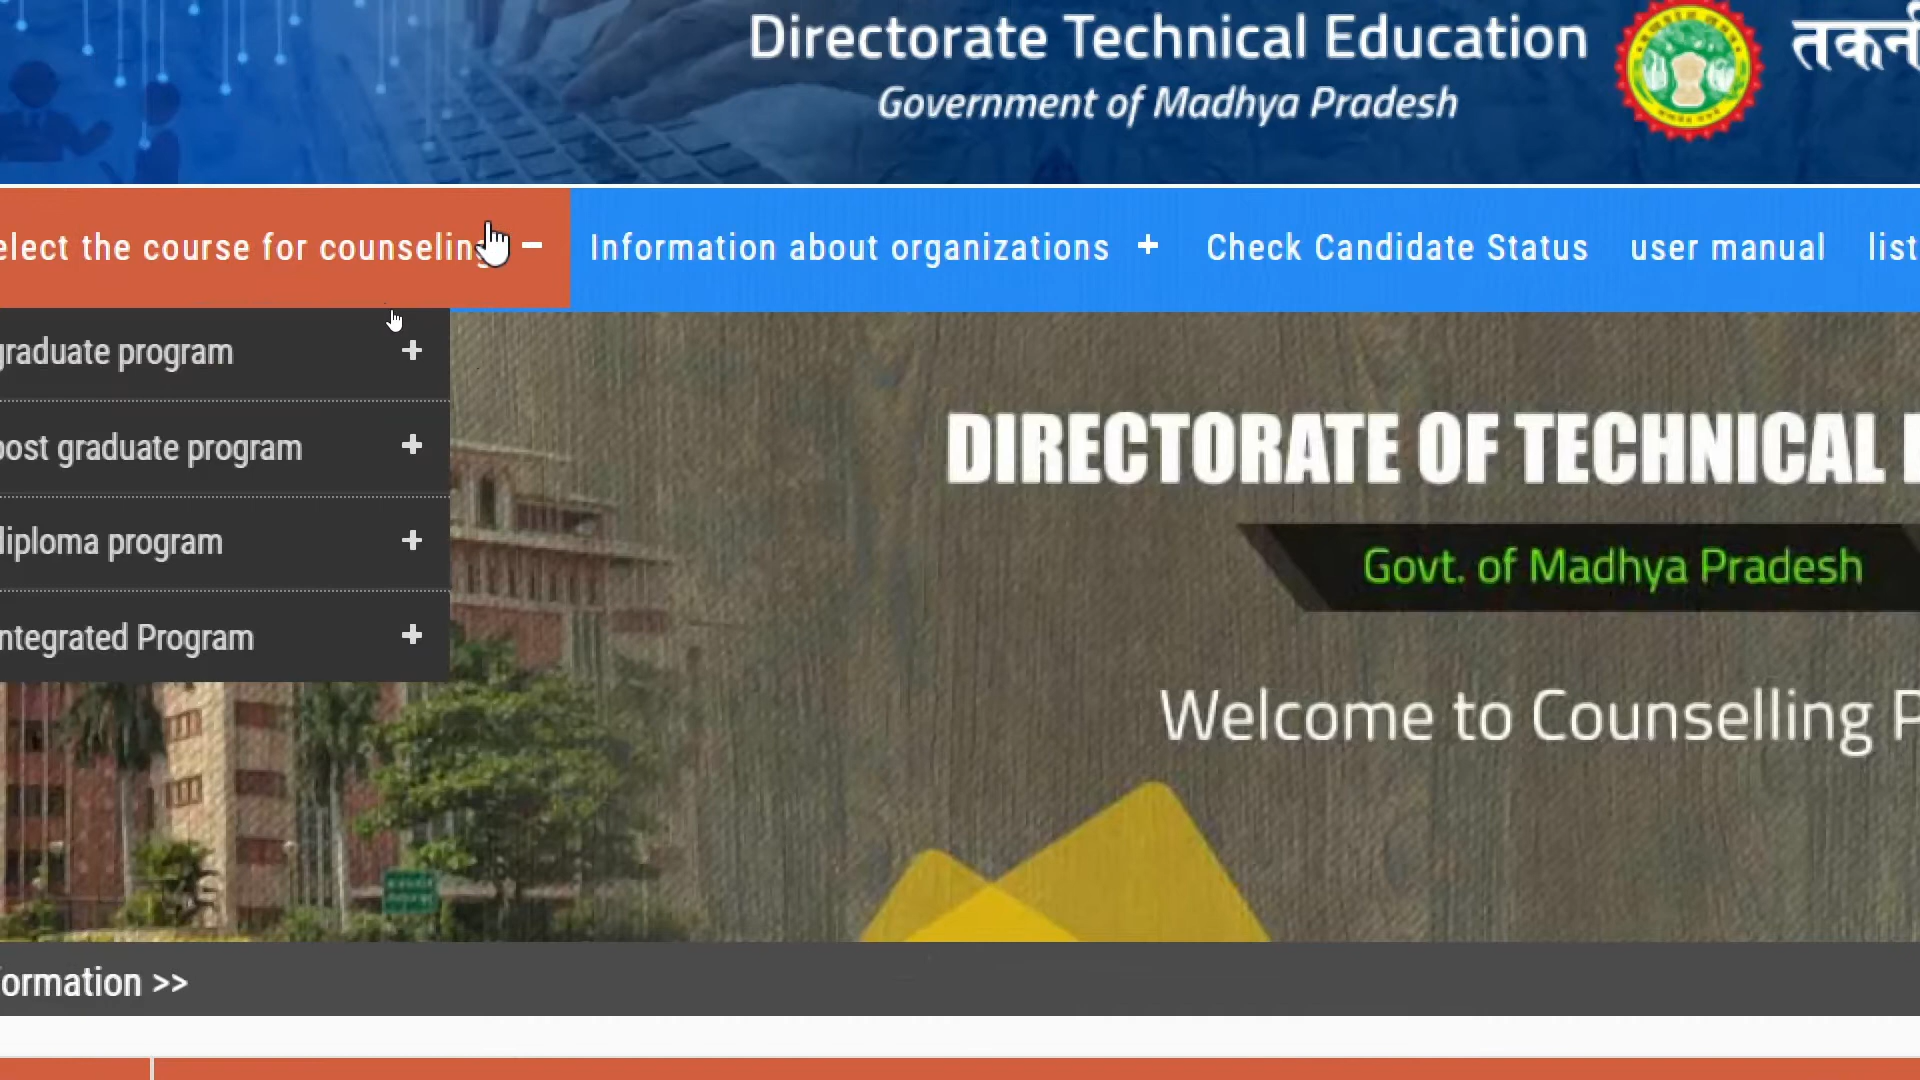 Directorate Technical Education
Government of Madhya Pradesh
तकनी
elect the course for counseling
Information about organizations
Check Candidate Status
user manual
list
graduate program
post graduate program
diploma program
Integrated Program
DIRECTORATE OF TECHNICAL E
Govt. of Madhya Pradesh
Welcome to Counselling P
formation >>